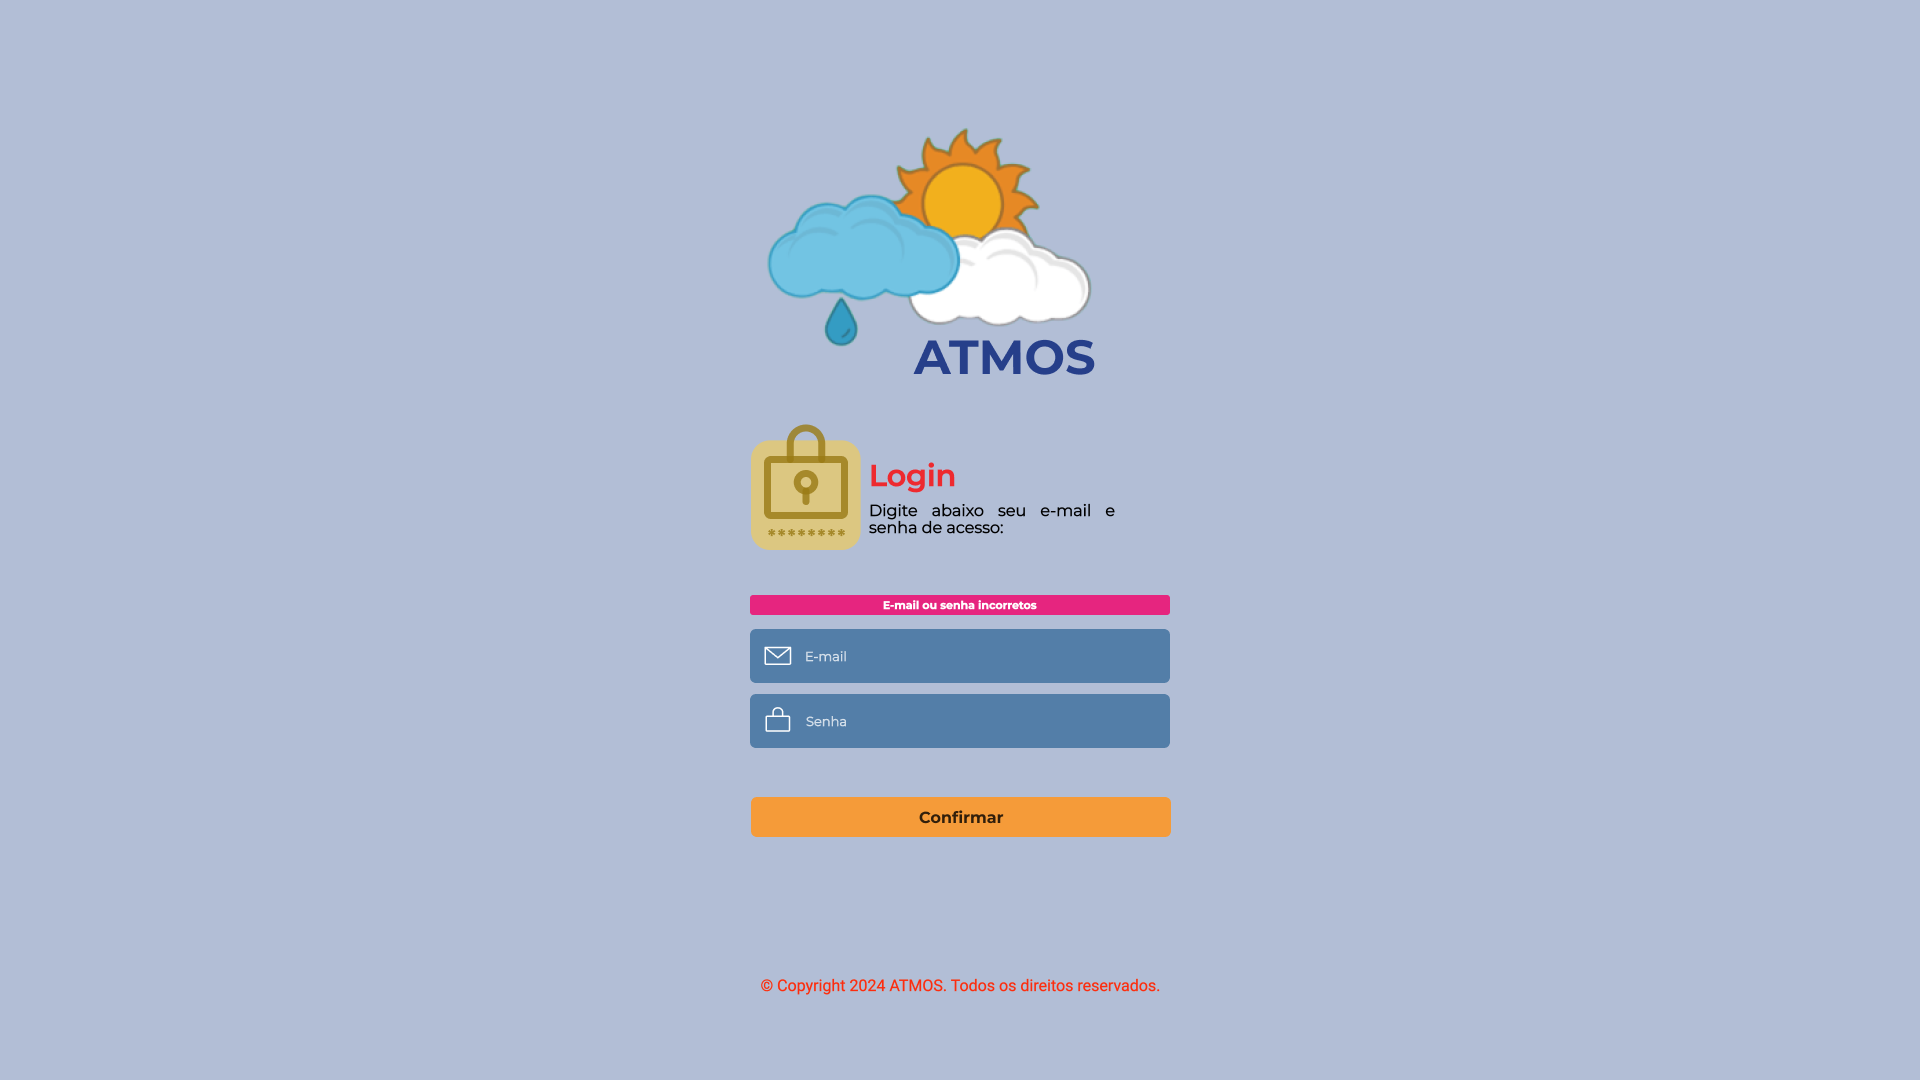 ATMOS
Login
Digite abaixo seu e-mail e
senha de acesso:
********
E-mail ou senha incorretos
E-mail
Senha
Confirmar
© Copyright 2024 ATMOS. Todos os direitos reservados.